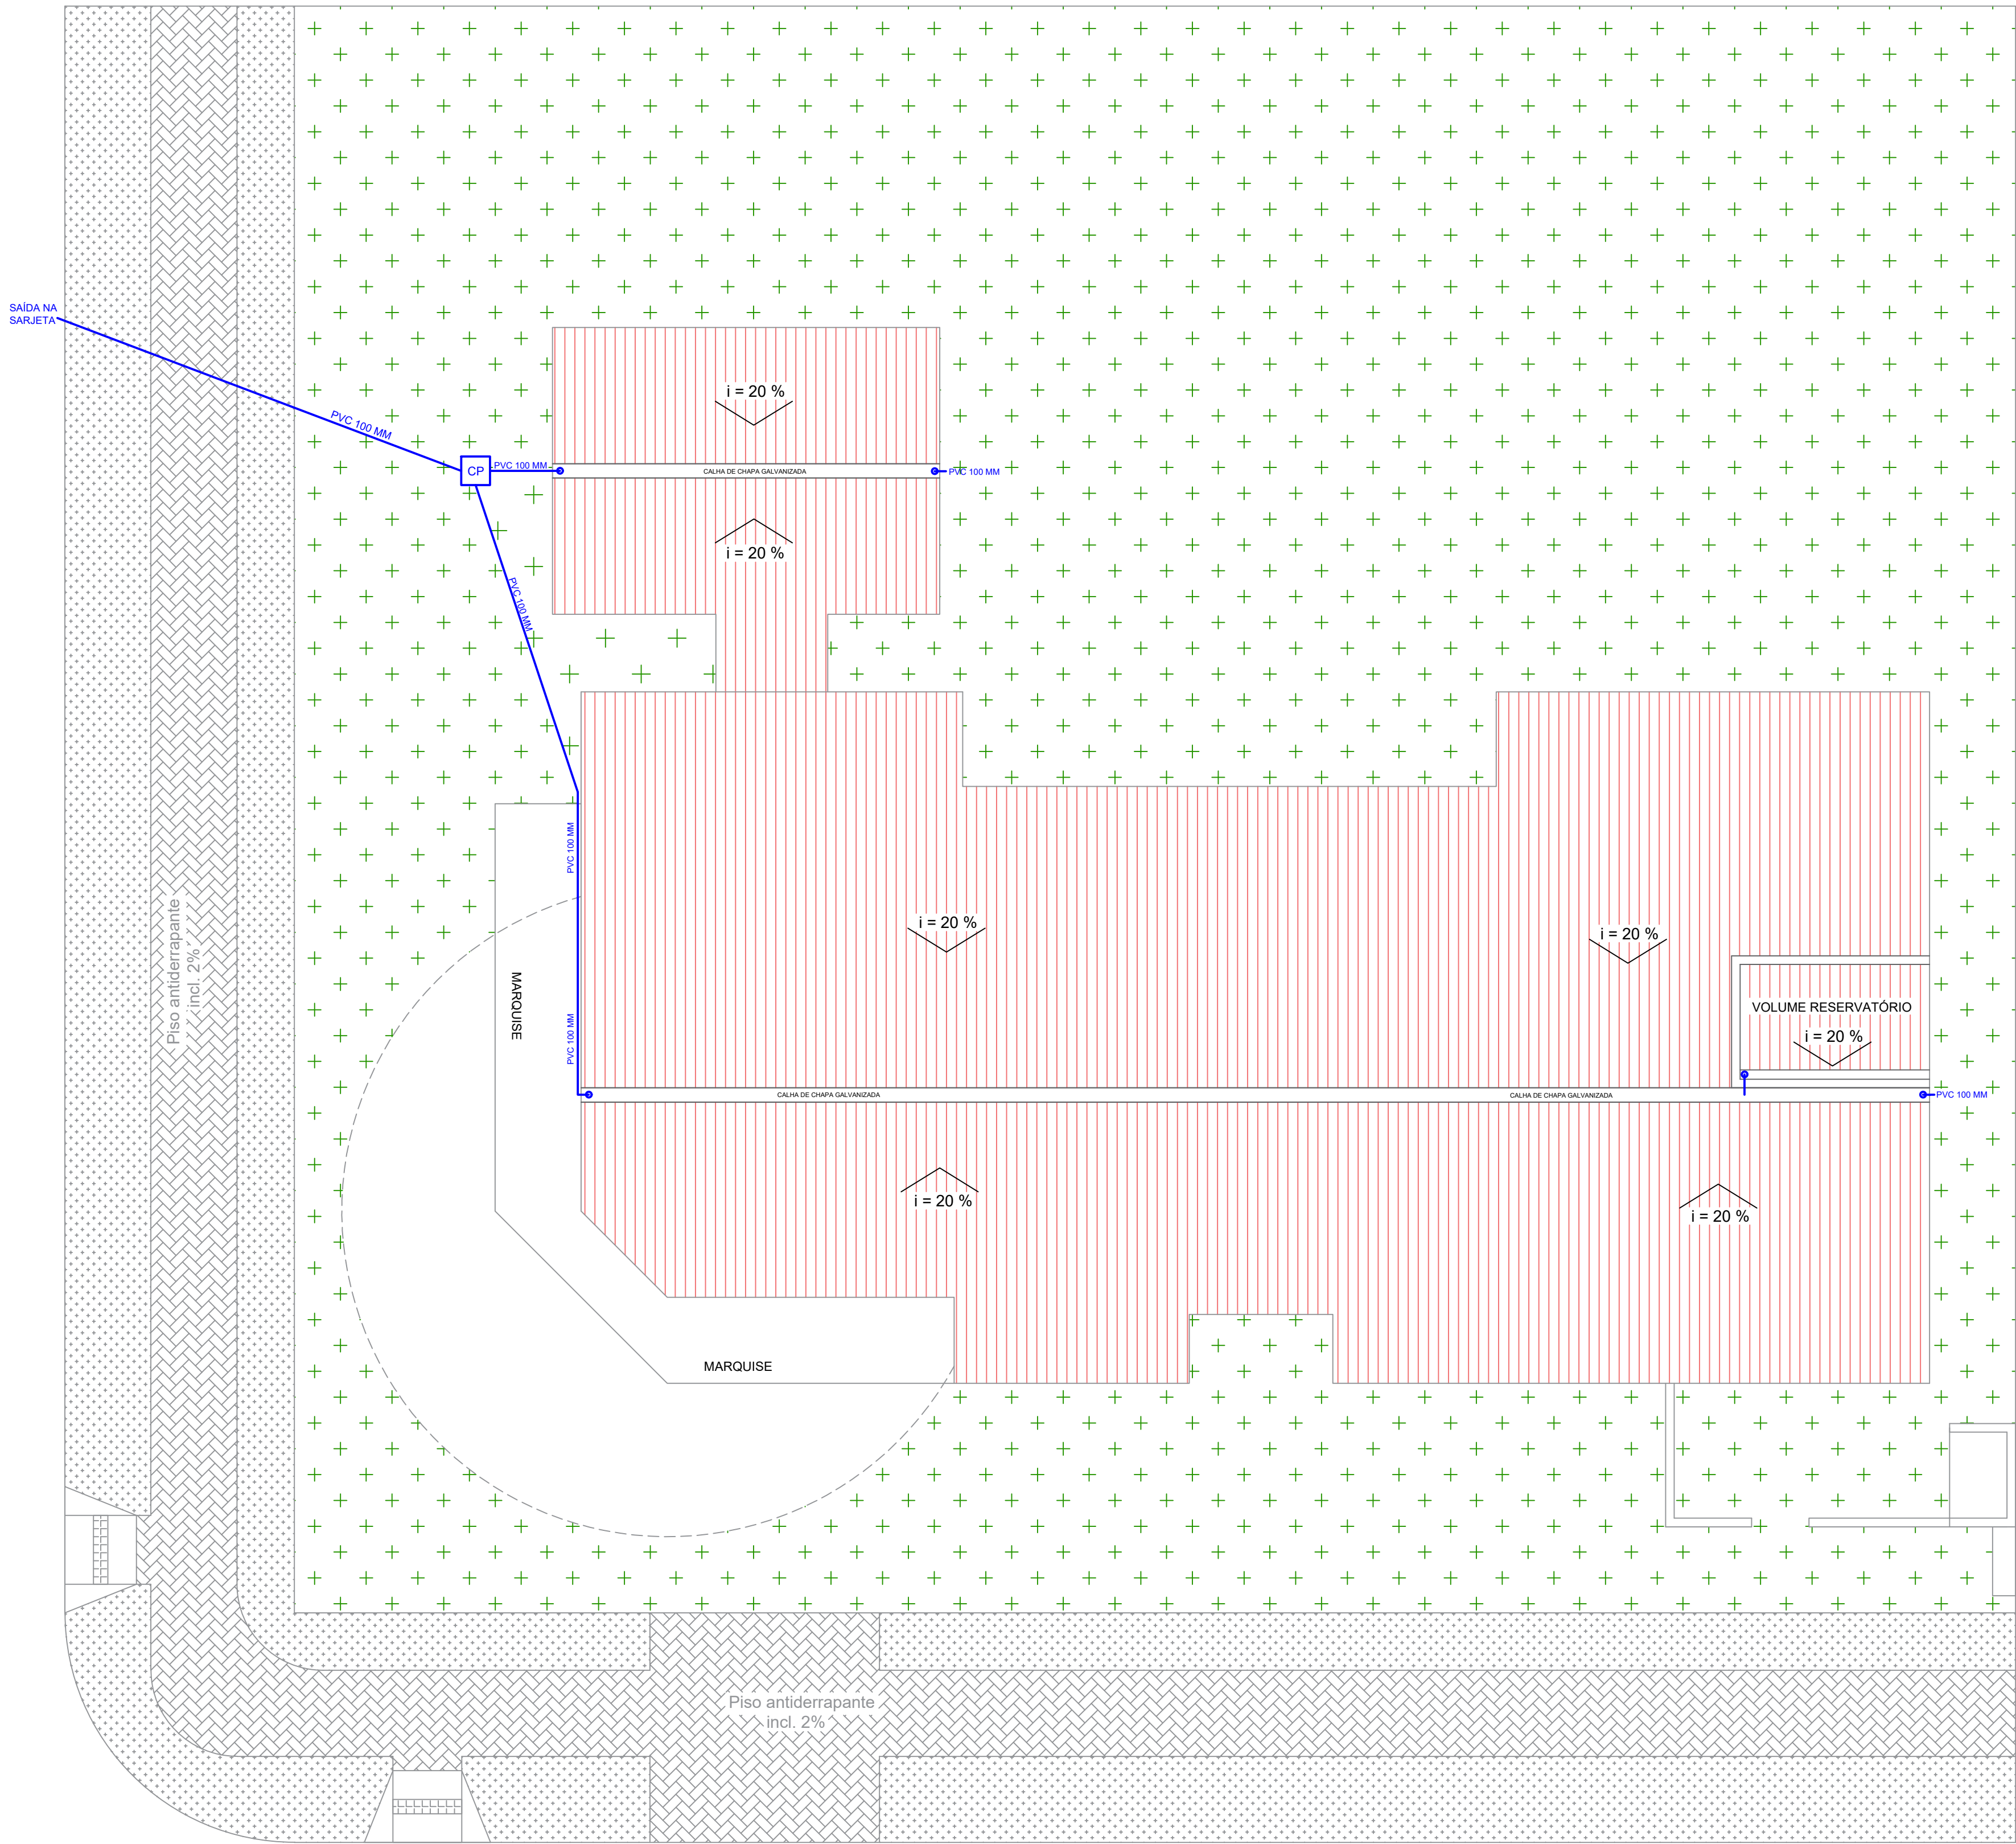 SAÍDA NA
SARJETA
PVC 100 MM
i = 20 %
CP
PVC 100 MM
CALHA DE CHAPA GALVANIZADA
PVC 100 MM
i = 20 %
PVC 100 MM
PVC 100 MM
i = 20 %
i = 20 %
Piso antiderrapante
incl. 2%
MARQUISE
VOLUME RESERVATÓRIO
i = 20 %
PVC 100 MM
CALHA DE CHAPA GALVANIZADA
CALHA DE CHAPA GALVANIZADA
PVC 100 MM
i = 20 %
i = 20 %
MARQUISE
Piso antiderrapante
incl. 2%